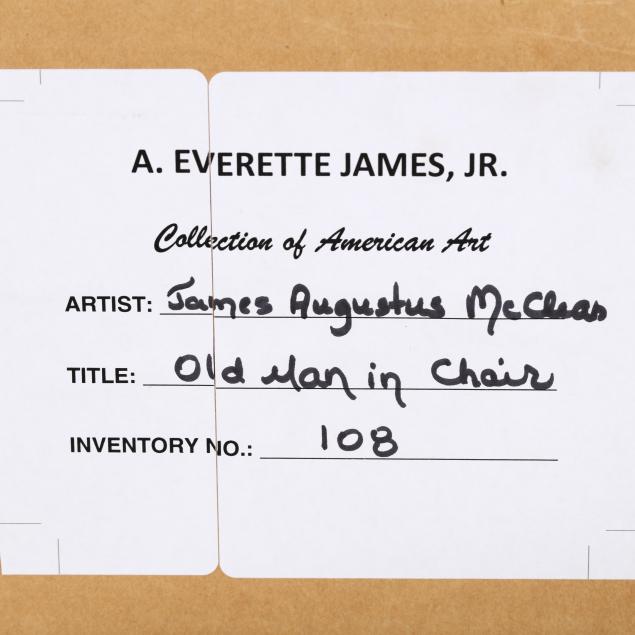 A. EVERETTE JAMES, JR.
Collection of American Art
ARTIST: James Augustus McClean
TITLE: Old Man in Chair
INVENTORY NO.: 108